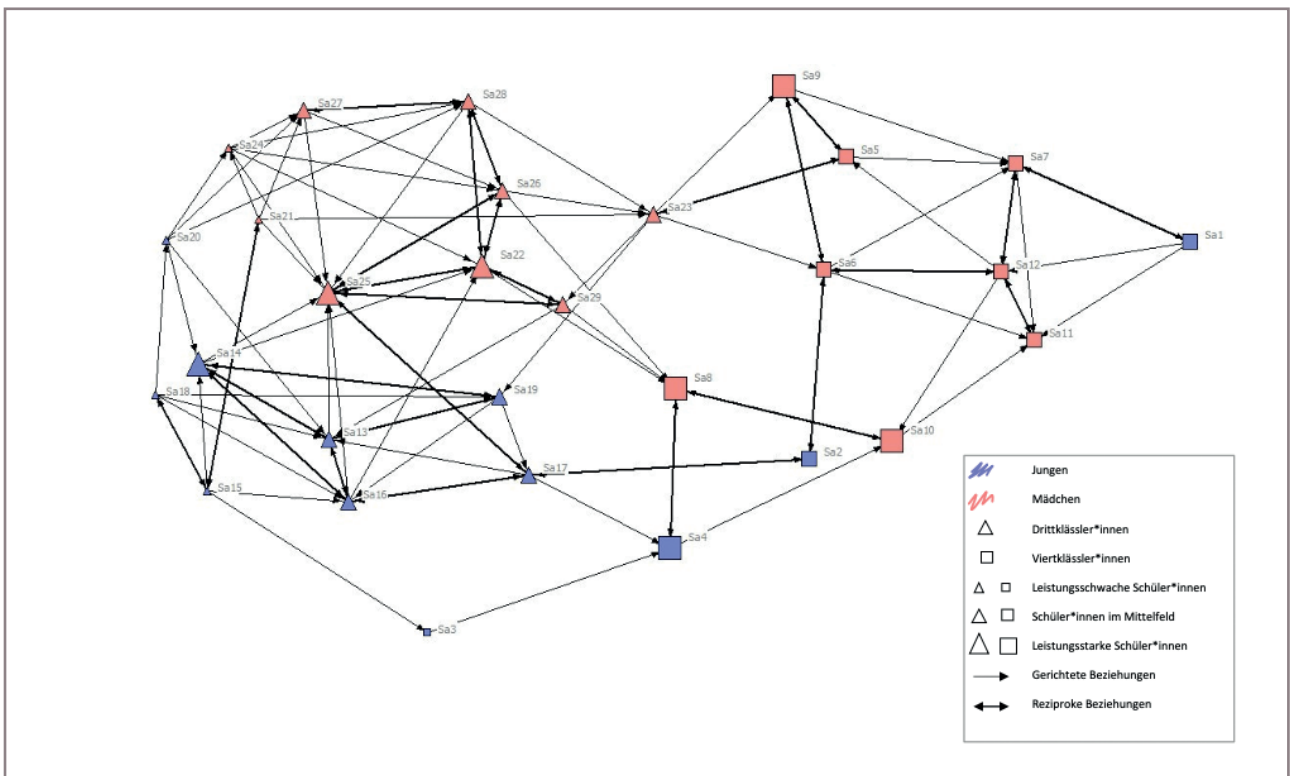 Sa9
Sa28
Sa27
Sa24
Sa5
Sa7
Sa26
Sa23
Sa21
Sa20
Sa1
Sa22
Sa6
Sa12
Sa25
Sa29
Sa11
Sa14
Sa8
Sa18
Sa19
Sa13
Sa10
Sa2
Sa17
Sa15
Sa16
Sa4
Sa3
Jungen
Mädchen
Drittklässler*innen
Viertklässler*innen
Leistungsschwache Schüler*innen
Schüler*innen im Mittelfeld
Leistungsstarke Schüler*innen
Gerichtete Beziehungen
Reziproke Beziehungen